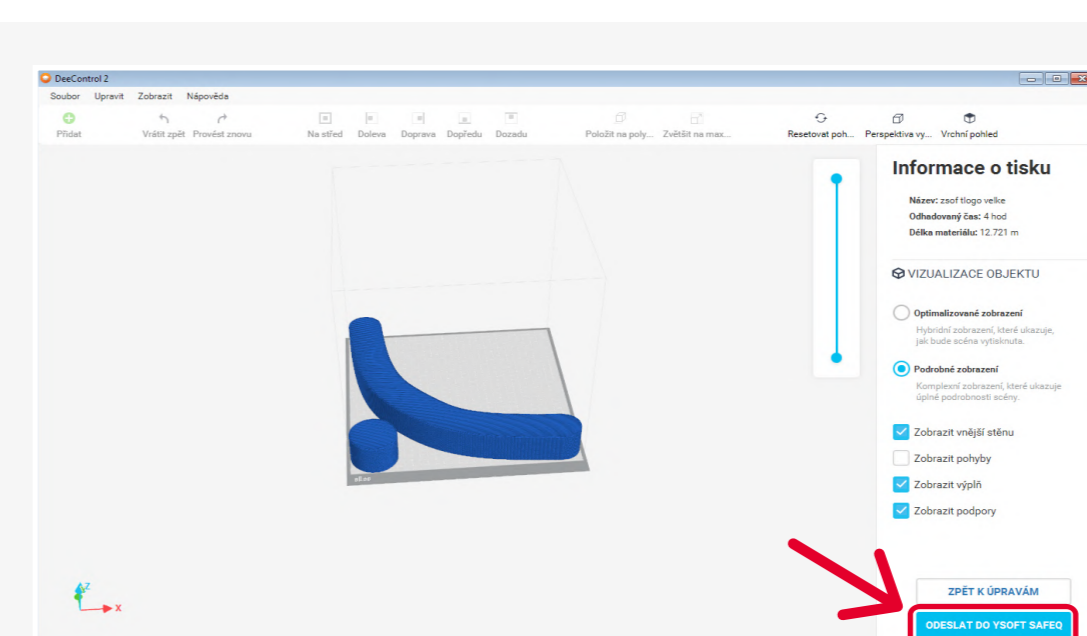 DeeControl 2
Soubor Upravit Zobrazit Nápověda
Přidat Vrátit zpět Provést znovu Na střed Doleva Doprava Dopředu Dozadu Položit na poly... Zvětšit na max... Resetovat poh... Perspektiva vy... Vrchní pohled
Informace o tisku
Název: zsof tlogo velke
Odhadovaný čas: 4 hod
Délka materiálu: 12.721 m
VIZUALIZACE OBJEKTU
Optimalizované zobrazení
Hybridní zobrazení, které ukazuje,
jak bude scéna vytisknuta.
Podrobné zobrazení
Komplexní zobrazení, které ukazuje
úplné podrobnosti scény.
Zobrazit vnější stěnu
Zobrazit pohyby
Zobrazit výplň
Zobrazit podpory
Z
X
ZPĚT K ÚPRAVÁM
ODESLAT DO YSOFT SAFEQ